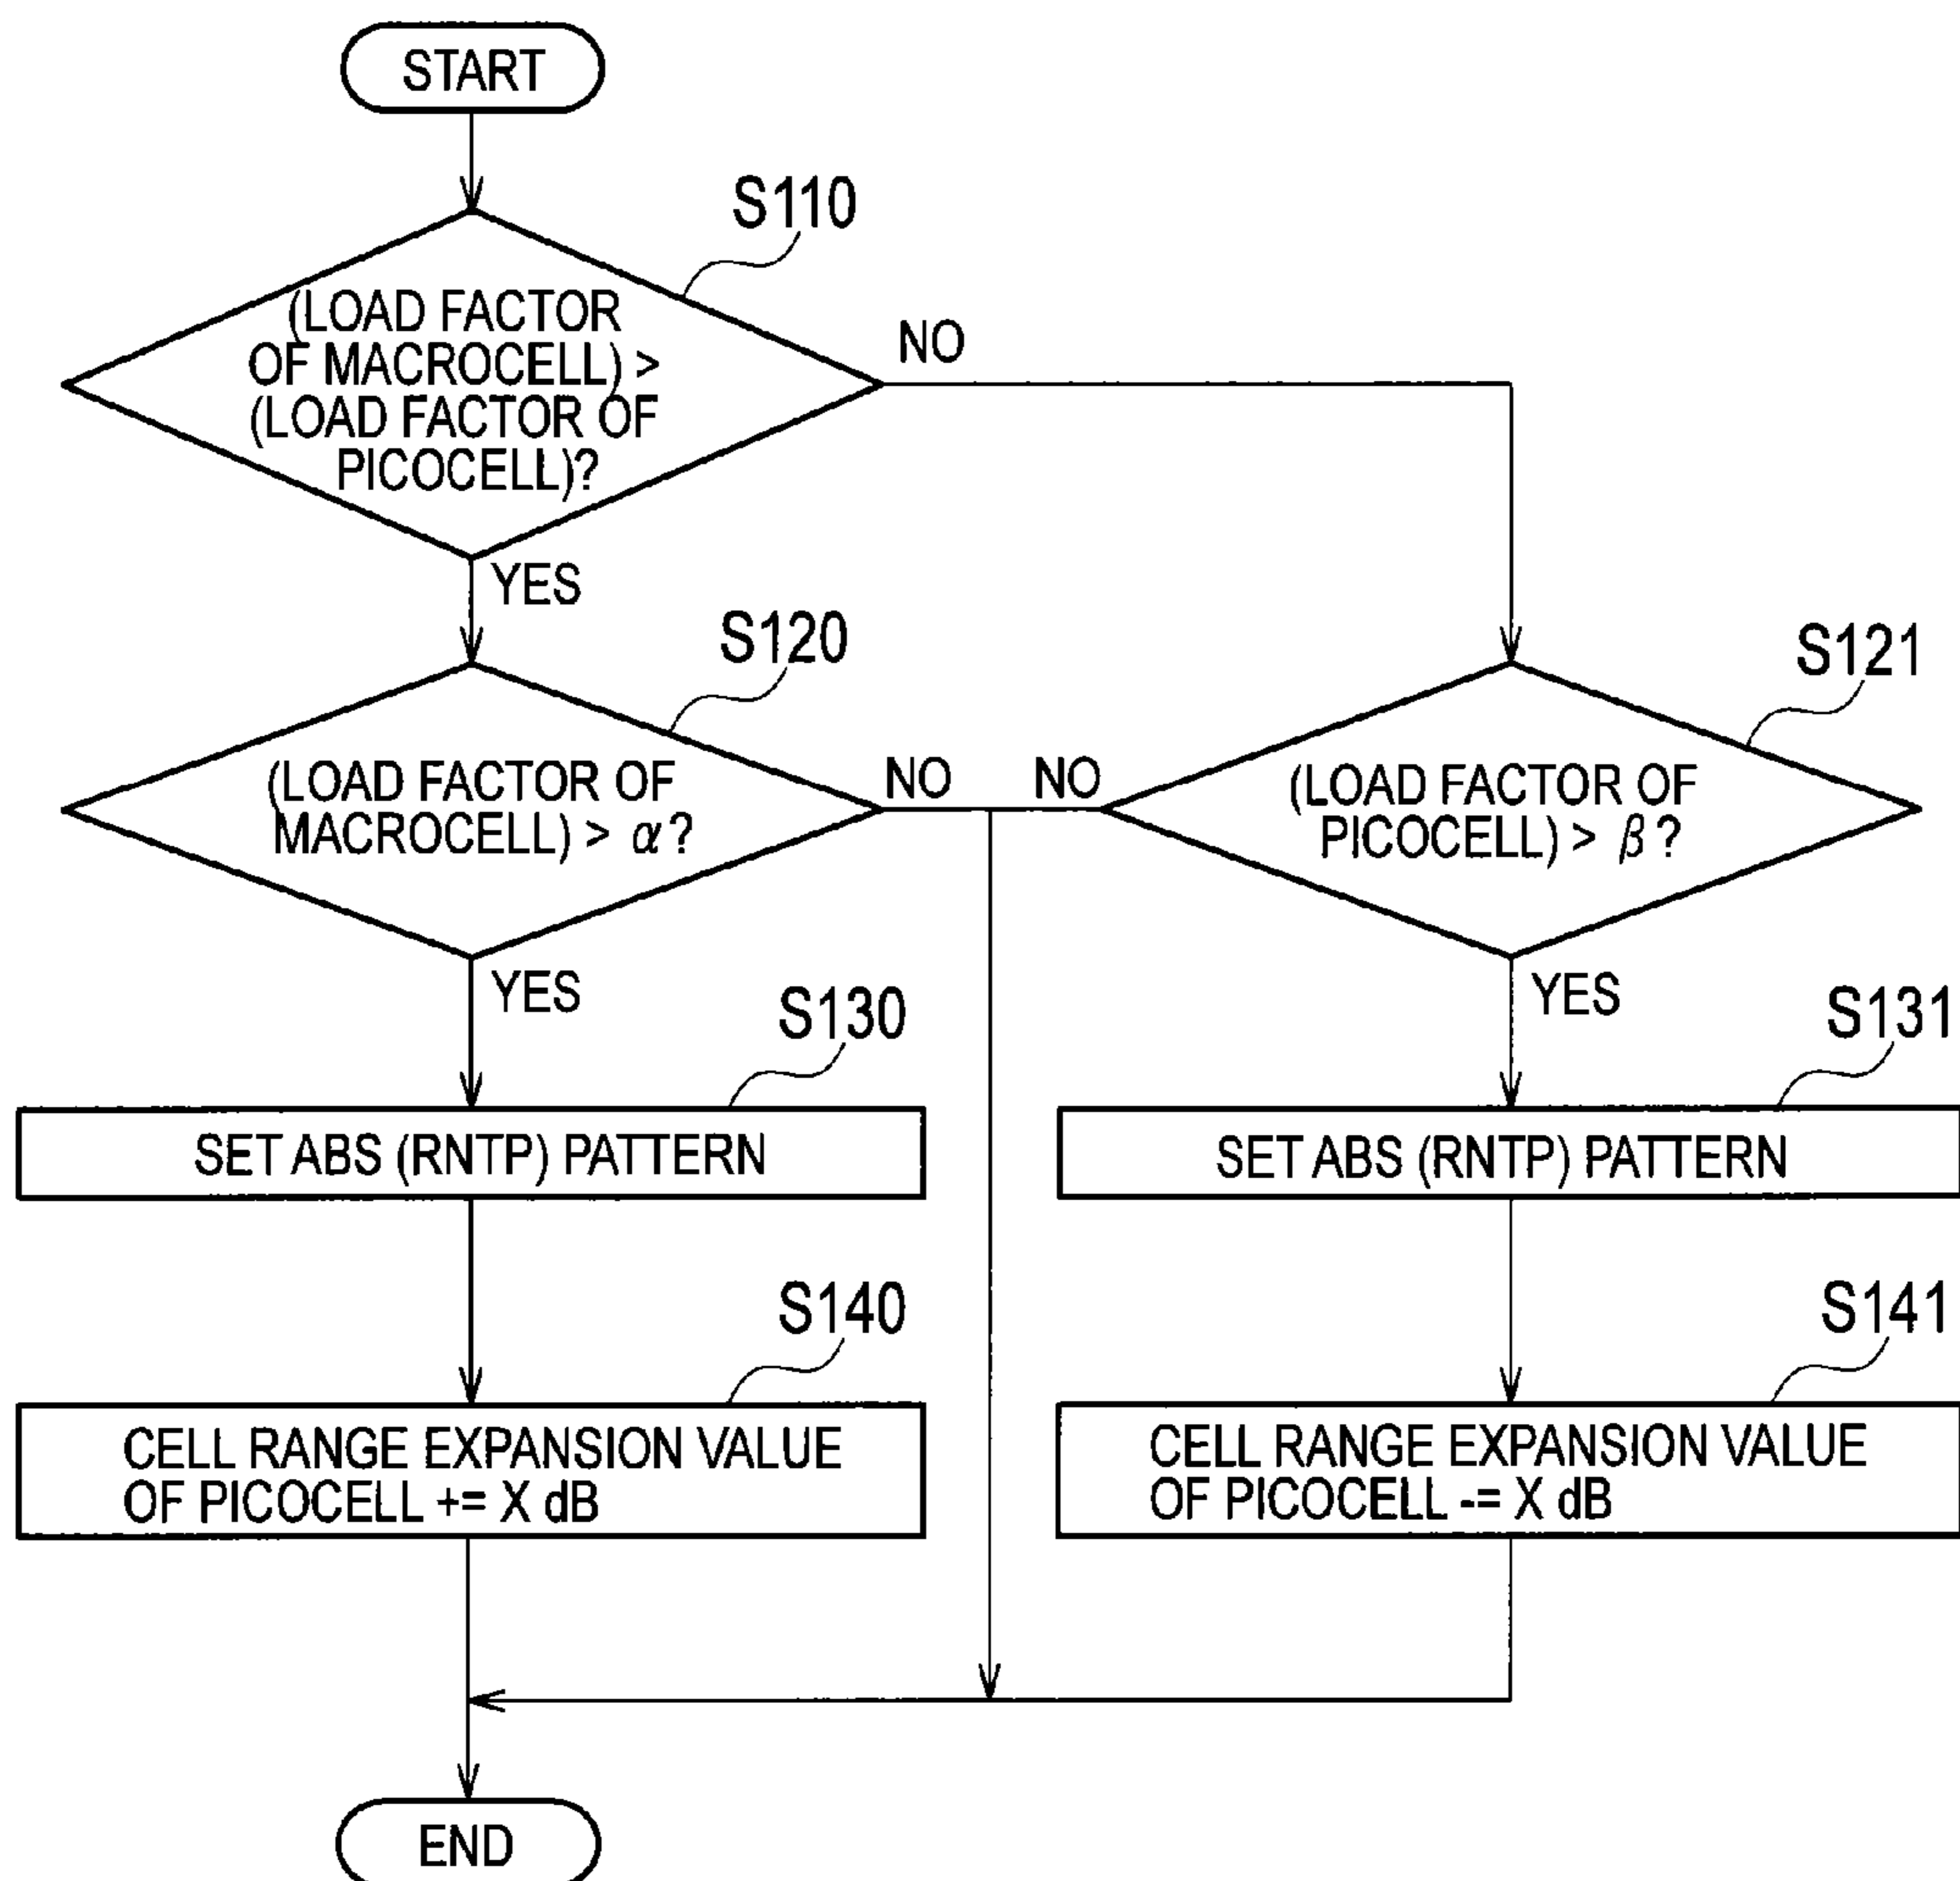 START
S110
(LOAD FACTOR
OF MACROCELL) >
(LOAD FACTOR OF
PICOCELL)?
NO
YES
S120
(LOAD FACTOR OF
MACROCELL) > α?
NO
NO
S121
(LOAD FACTOR OF
PICOCELL) > β?
YES
YES
S130
SET ABS (RNTP) PATTERN
S131
SET ABS (RNTP) PATTERN
S140
CELL RANGE EXPANSION VALUE
OF PICOCELL += X dB
S141
CELL RANGE EXPANSION VALUE
OF PICOCELL -= X dB
END